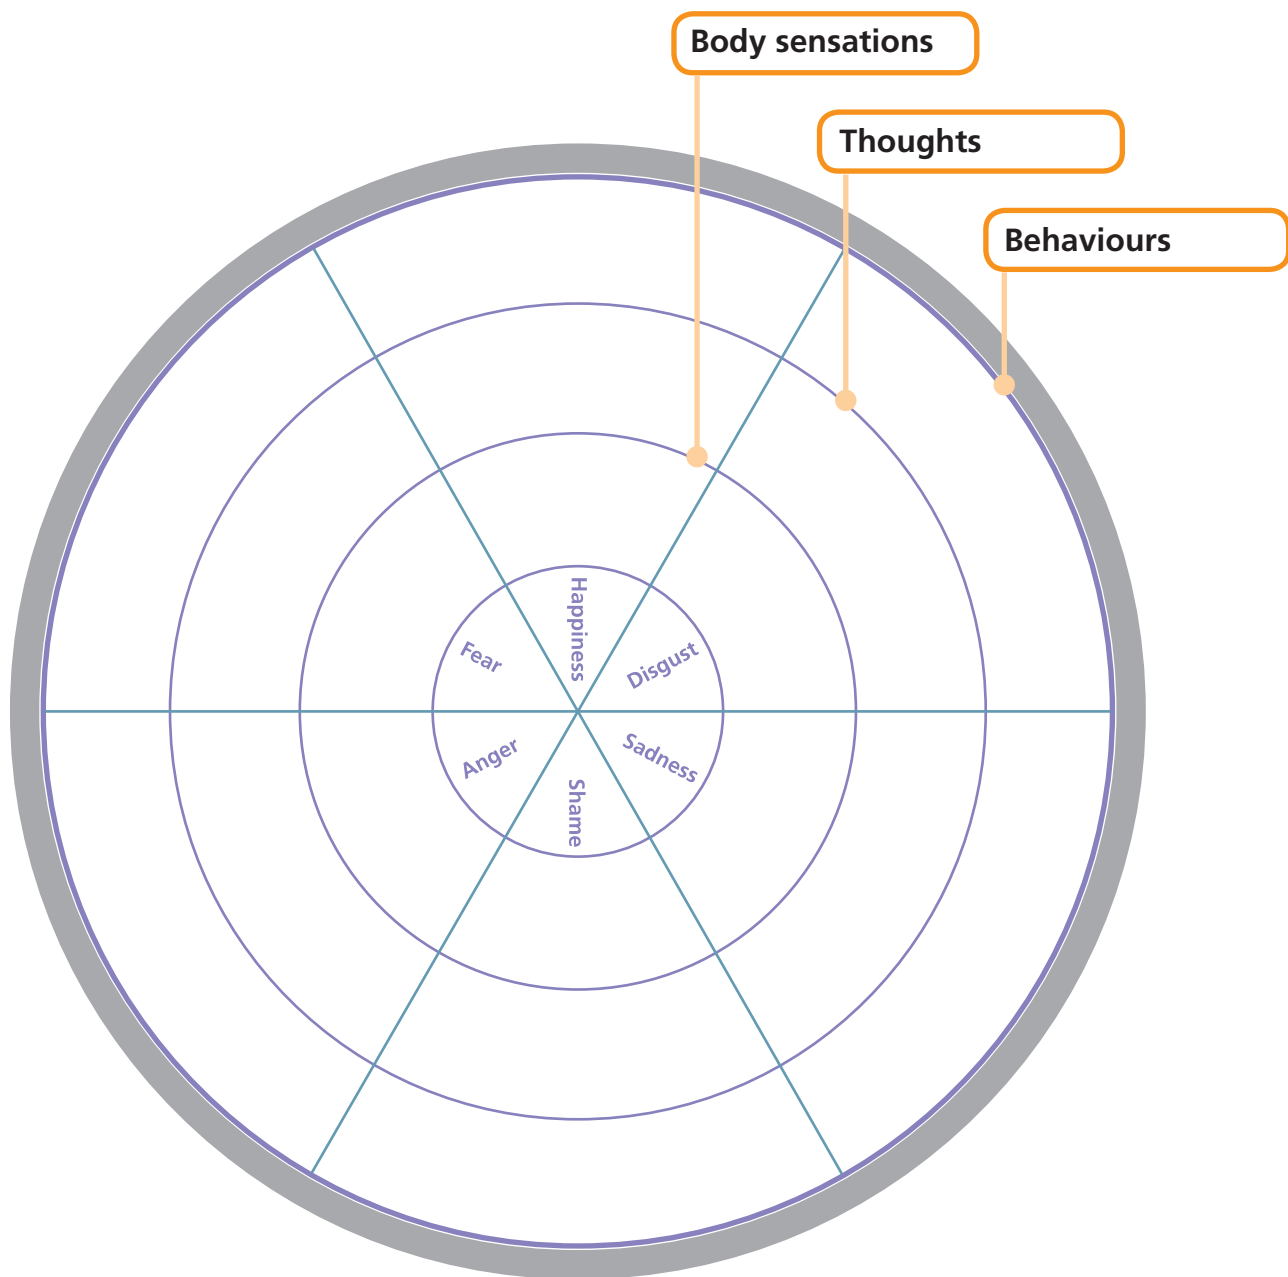 Body sensations
Thoughts
Behaviours
Happiness
Disgust
Sadness
Shame
Anger
Fear